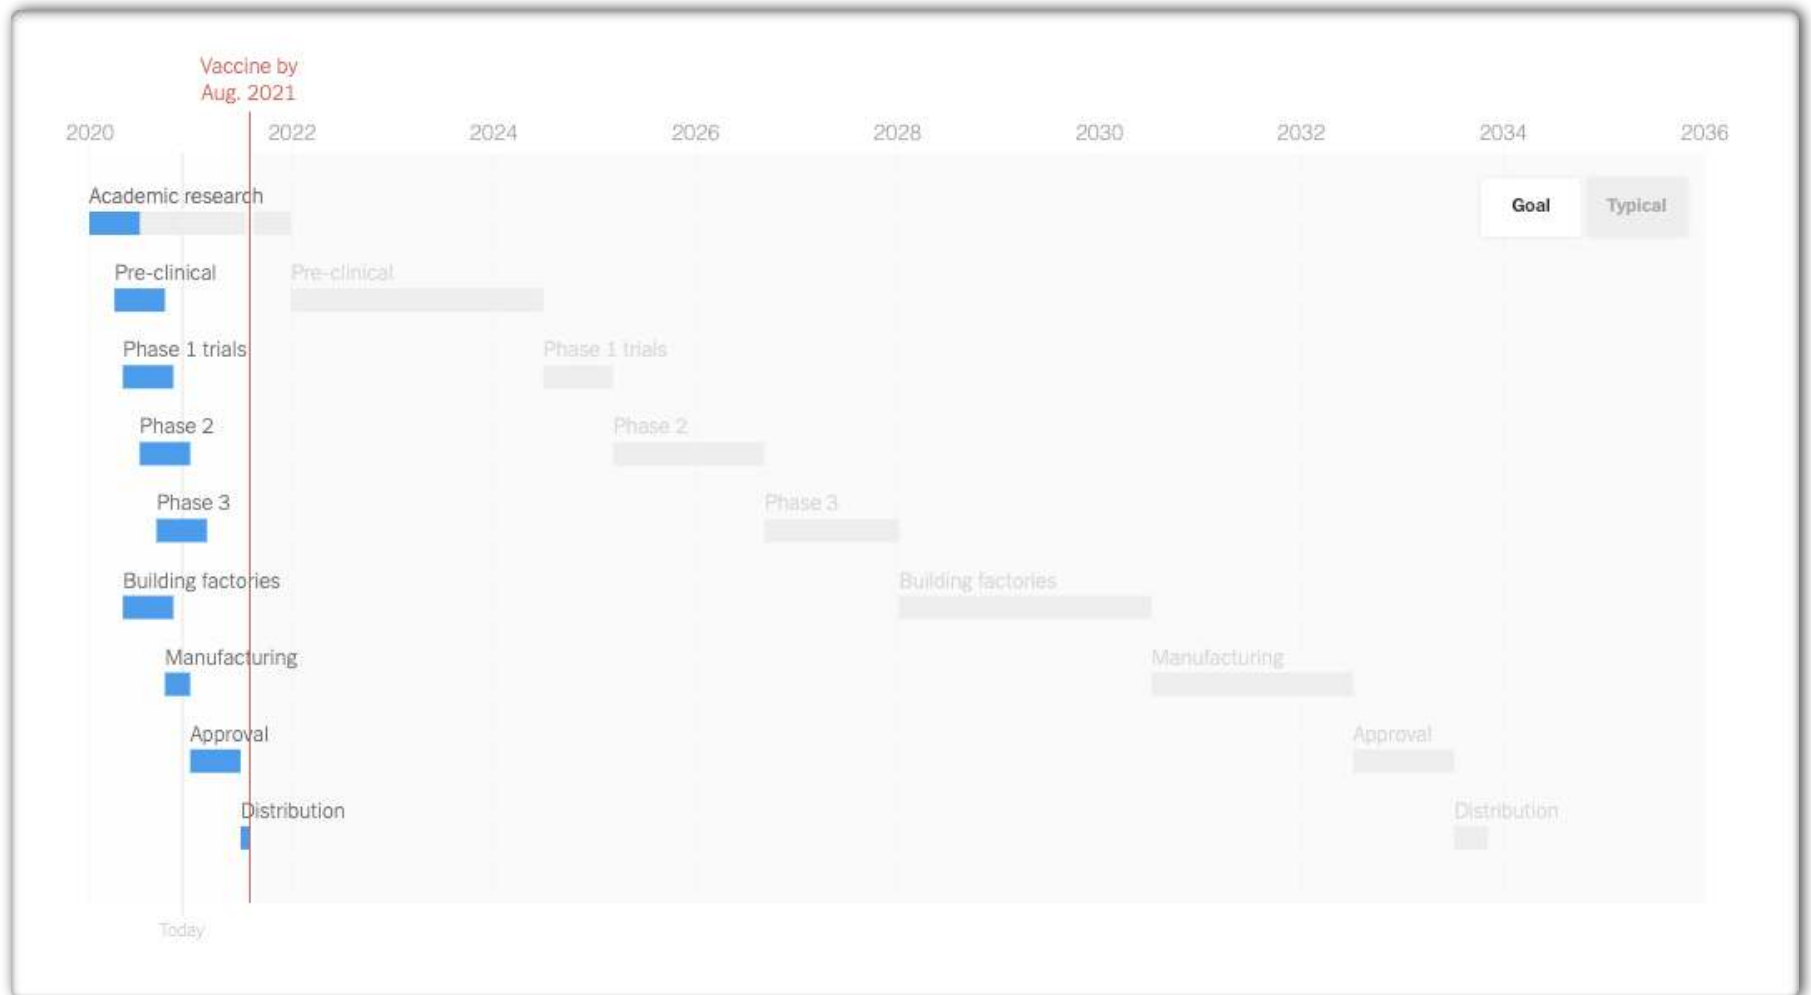 Vaccine by
Aug. 2021
2020 2022 2024 2026 2028 2030 2032 2034 2036
Academic research
Goal Typical
Pre-clinical Pre-clinical
Phase 1 trials Phase 1 trials
Phase 2 Phase 2
Phase 3 Phase 3
Building factories Building factories
Manufacturing Manufacturing
Approval Approval
Distribution Distribution
Today